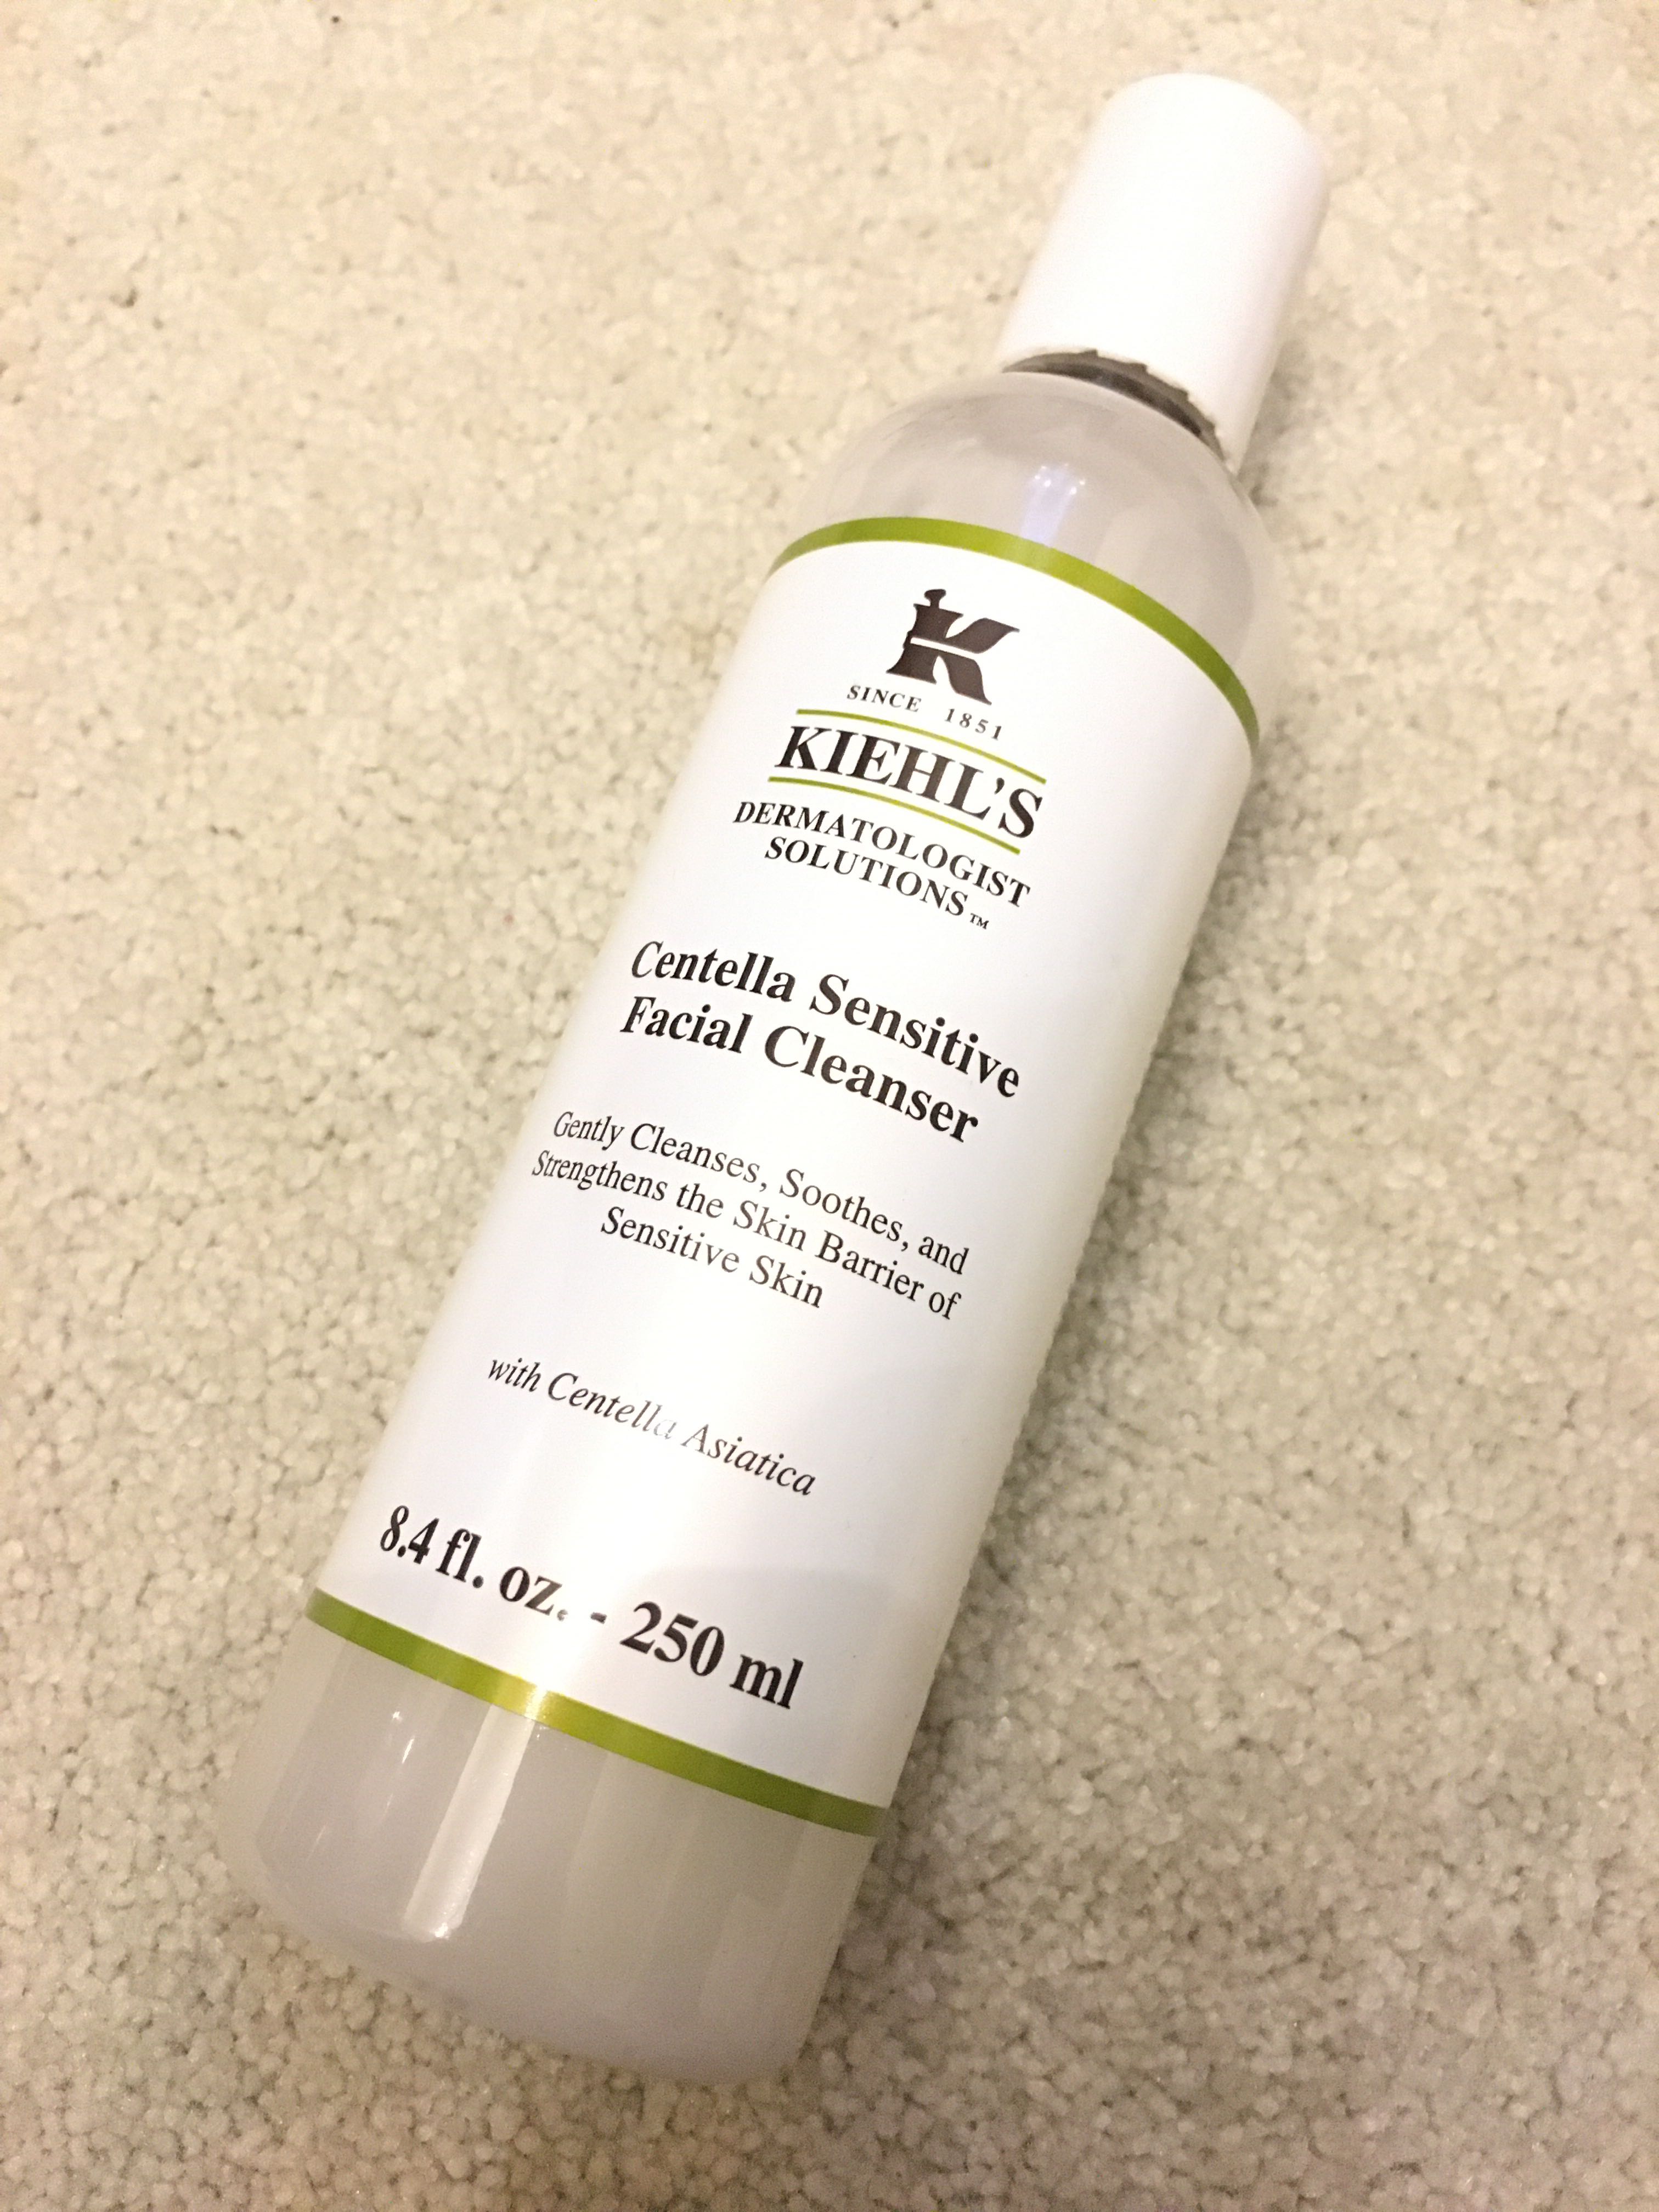 K
SINCE 1851
KIEHL'S
DERMATOLOGIST
SOLUTIONS™
Centella Sensitive
Facial Cleanser
Gently Cleanses, Soothes, and
Strengthens the Skin Barrier of
Sensitive Skin
with Centella Asiatica
8.4 fl. oz. - 250 ml